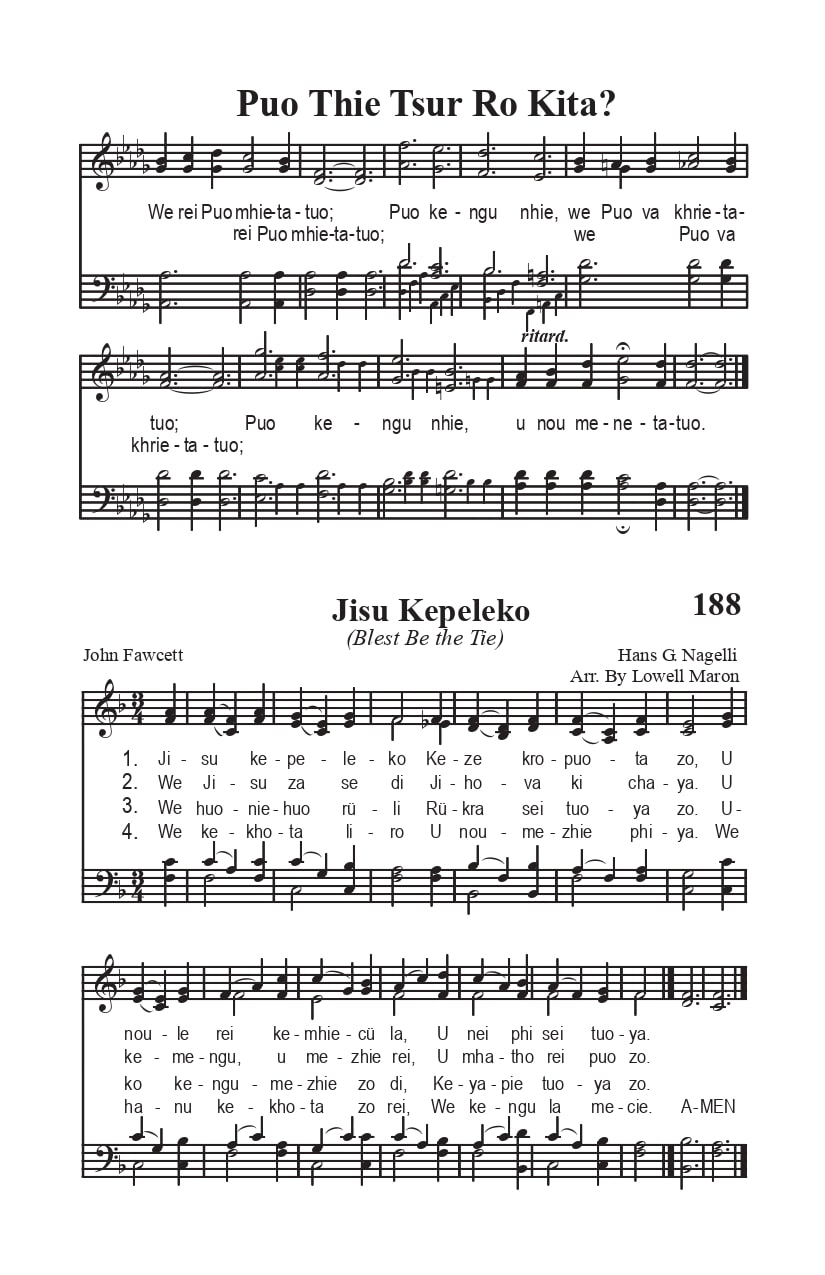 Puo Thie Tsur Ro Kita?
We rei Puo mhie-ta-tuo; Puo ke - ngu nhie, we Puo va khrie-ta-
rei Puo mhie-ta-tuo; we Puo va
ritard.
tuo; Puo ke - ngu nhie, u nou me - ne - ta-tuo.
khrie - ta - tuo;
188
Jisu Kepeleko
(Blest Be the Tie)
John Fawcett Hans G. Nagelli
Arr. By Lowell Maron
1. Ji - su ke - pe - le - ko Ke - ze kro - puo - ta zo, U
2. We Ji - su za se di Ji - ho - va ki cha - ya. U
3. We huo - nie - huo rü - li Rü - kra sei tuo - ya zo. U-
4. We ke - kho - ta li - ro U nou - me - zhie phi - ya. We
nou - le rei ke - mhie - cü la, U nei phi sei tuo - ya.
ke - me - ngu, u me - zhie rei, U mha - tho rei puo zo.
ko ke - ngu - me - zhie zo di, Ke - ya - pie tuo - ya zo.
ha - nu ke - kho - ta zo rei, We ke - ngu la me - cie. A-MEN